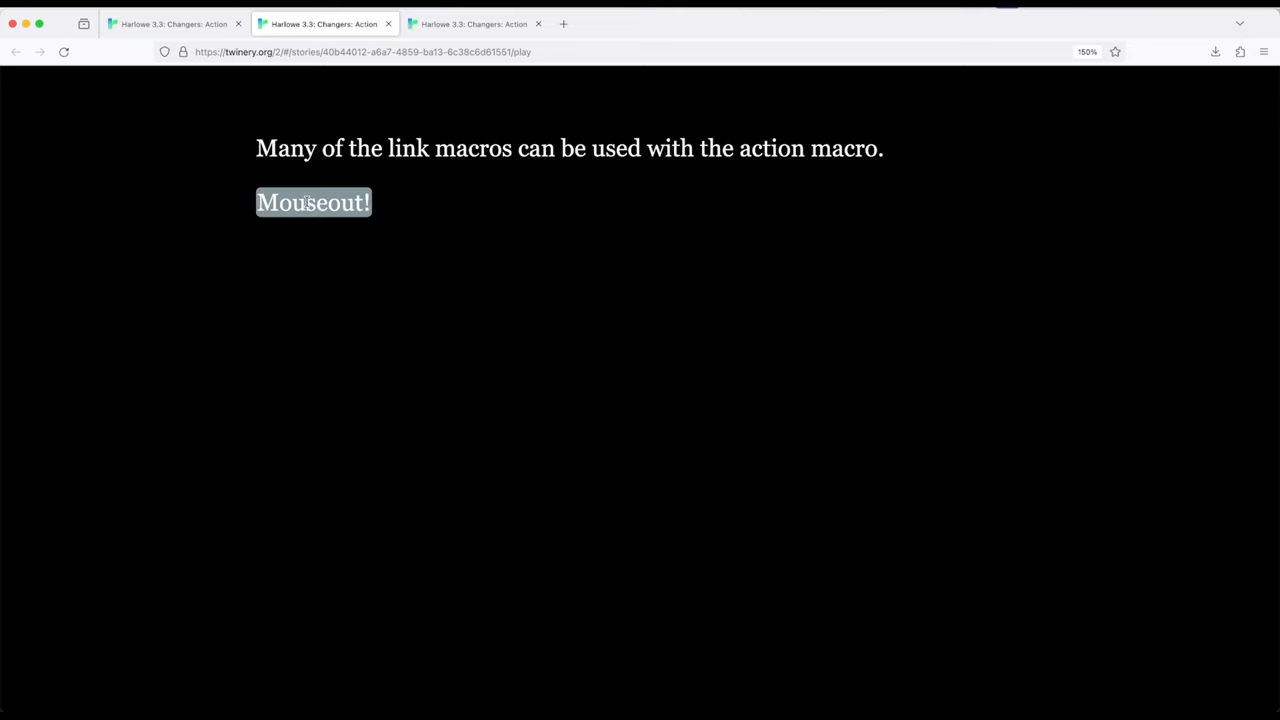 Harlowe 3.3: Changers: Action
Harlowe 3.3: Changers: Action
Harlowe 3.3: Changers: Action
https://twinery.org/2/#/stories/40b44012-a6a7-4859-ba13-6c38c6d61551/play
150%
Many of the link macros can be used with the action macro.
Mouseout!